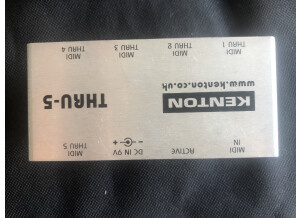 MIDI
IN
ACTIVE
DC IN 9V
- +
MIDI
THRU 5
KENTON
www.kenton.co.uk
THRU-5
MIDI
THRU 1
MIDI
THRU 2
MIDI
THRU 3
MIDI
THRU 4